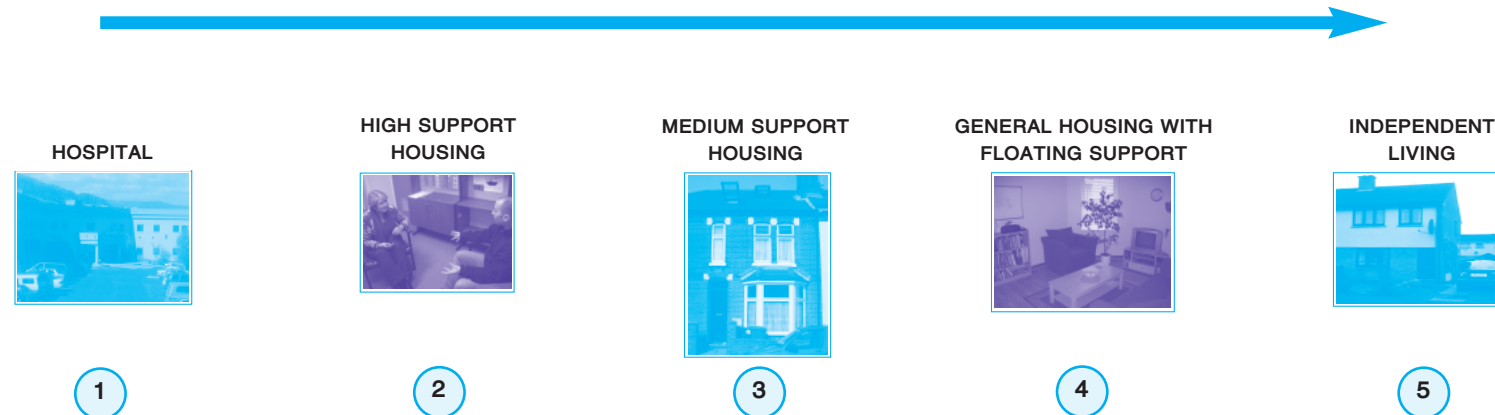 HOSPITAL
HIGH SUPPORT
HOUSING
MEDIUM SUPPORT
HOUSING
GENERAL HOUSING WITH
FLOATING SUPPORT
INDEPENDENT
LIVING
1
2
3
4
5